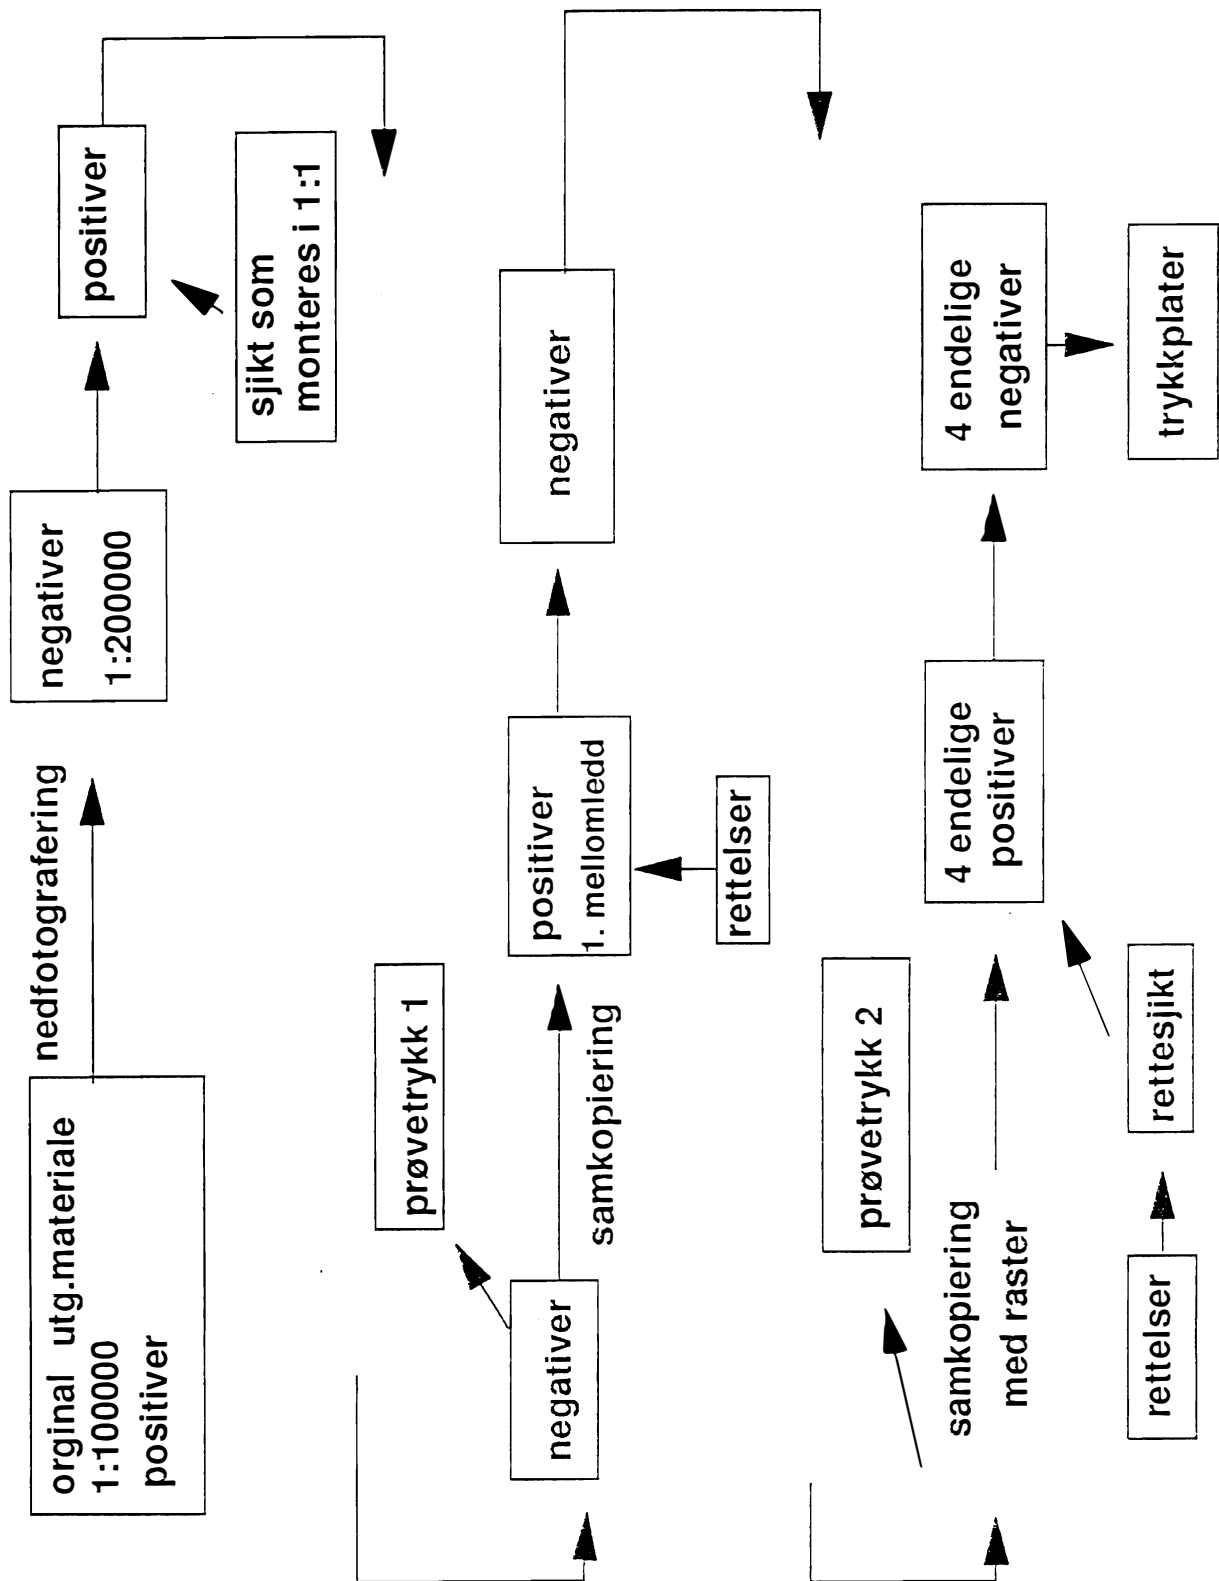 orginal utg.materiale
1:100000
positiver
nedfotografering
negativer
1:200000
positiver
sjikt som
monteres i 1:1
negativer
prøvetrykk 1
samkopiering
positiver
1. mellomledd
rettelser
negativer
prøvetrykk 2
samkopiering
med raster
rettelser
rettesjikt
4 endelige
positiver
4 endelige
negativer
trykkplater